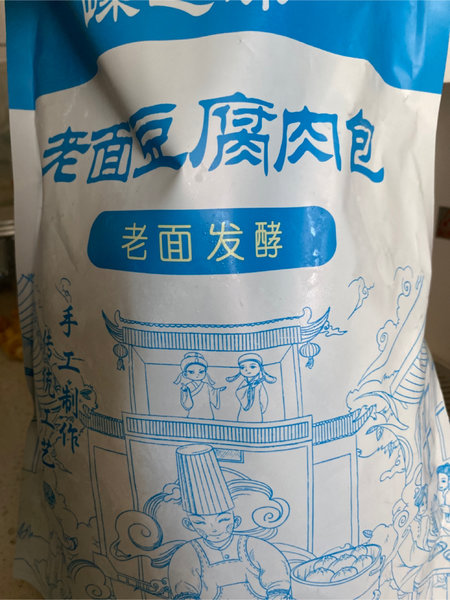 老面豆腐肉包
老面 发酵
手工制作
传统工艺